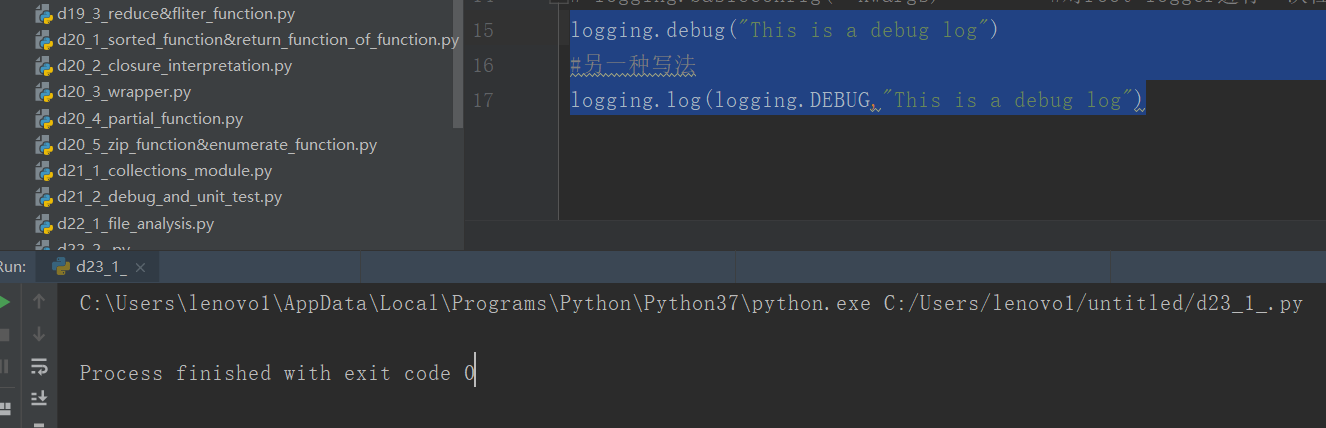 d19_3_reduce&fliter_function.py
d20_1_sorted_function&return_function_of_function.py
d20_2_closure_interpretation.py
d20_3_wrapper.py
d20_4_partial_function.py
d20_5_zip_function&enumerate_function.py
d21_1_collections_module.py
d21_2_debug_and_unit_test.py
d22_1_file_analysis.py
15 logging.debug("This is a debug log")
16 #另一种写法
17 logging.log(logging.DEBUG,"This is a debug log")
Run: d23_1_
C:\Users\lenovo1\AppData\Local\Programs\Python\Python37\python.exe C:/Users/lenovo1/untitled/d23_1_.py
Process finished with exit code 0